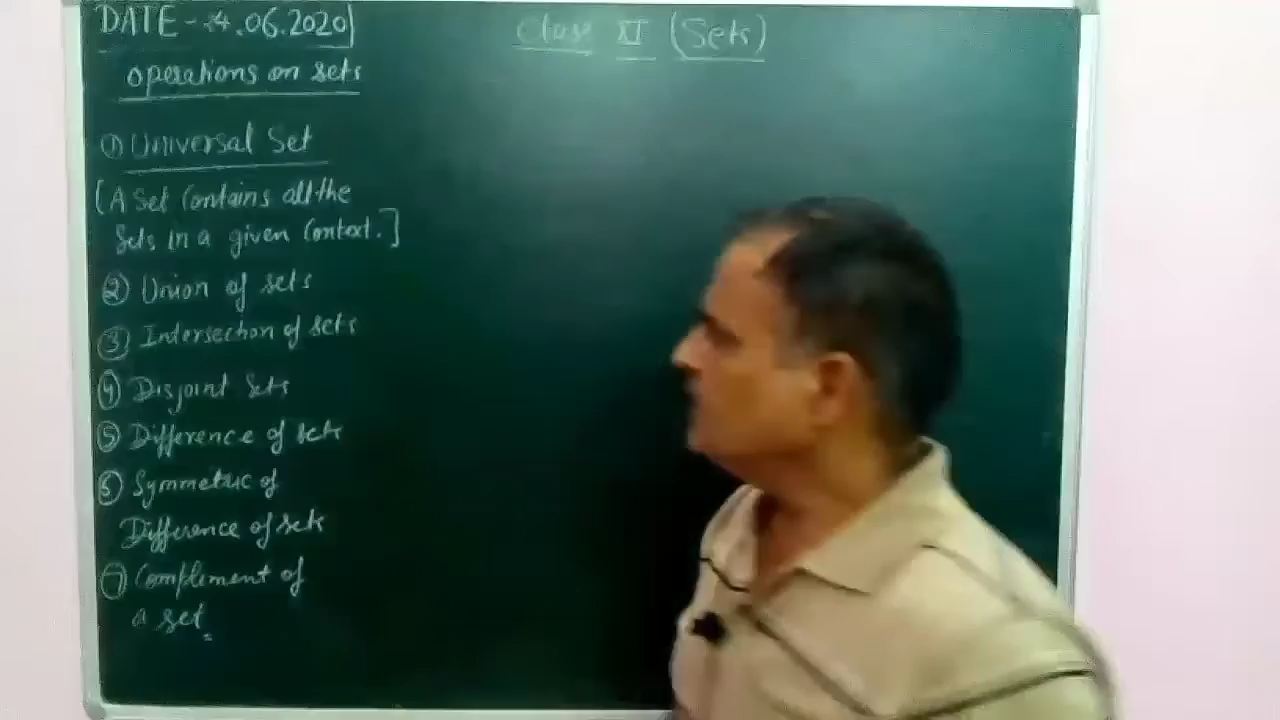 DATE - 4.06.2020
Class XI (Sets)
operations on sets
① Universal Set
[A Set Contains all the
Sets in a given Context.]
② Union of sets
③ Intersection of sets
④ Disjoint Sets
⑤ Difference of sets
⑥ Symmetric of
Difference of sets
⑦ Complement of
a set.